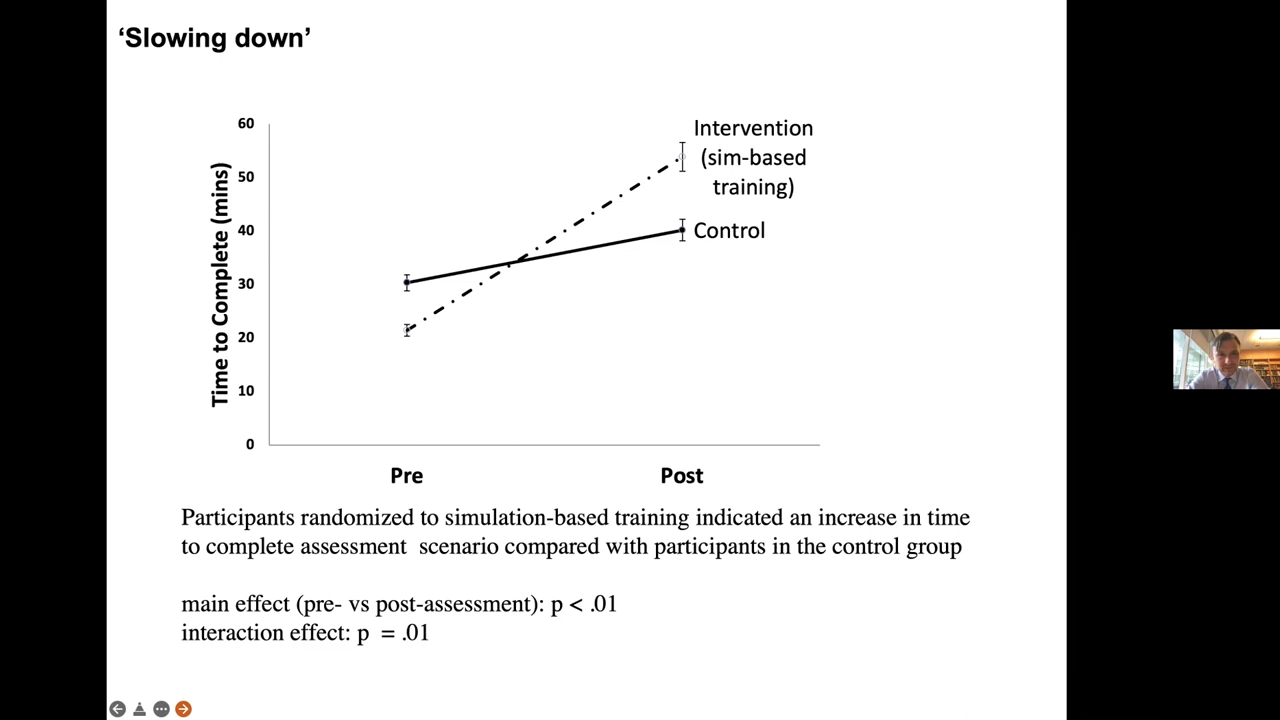 ‘Slowing down’
60
50
40
30
20
10
0
Time to Complete (mins)
Intervention
(sim-based
training)
Control
Pre
Post
Participants randomized to simulation-based training indicated an increase in time
to complete assessment scenario compared with participants in the control group
main effect (pre- vs post-assessment): p < .01
interaction effect: p = .01